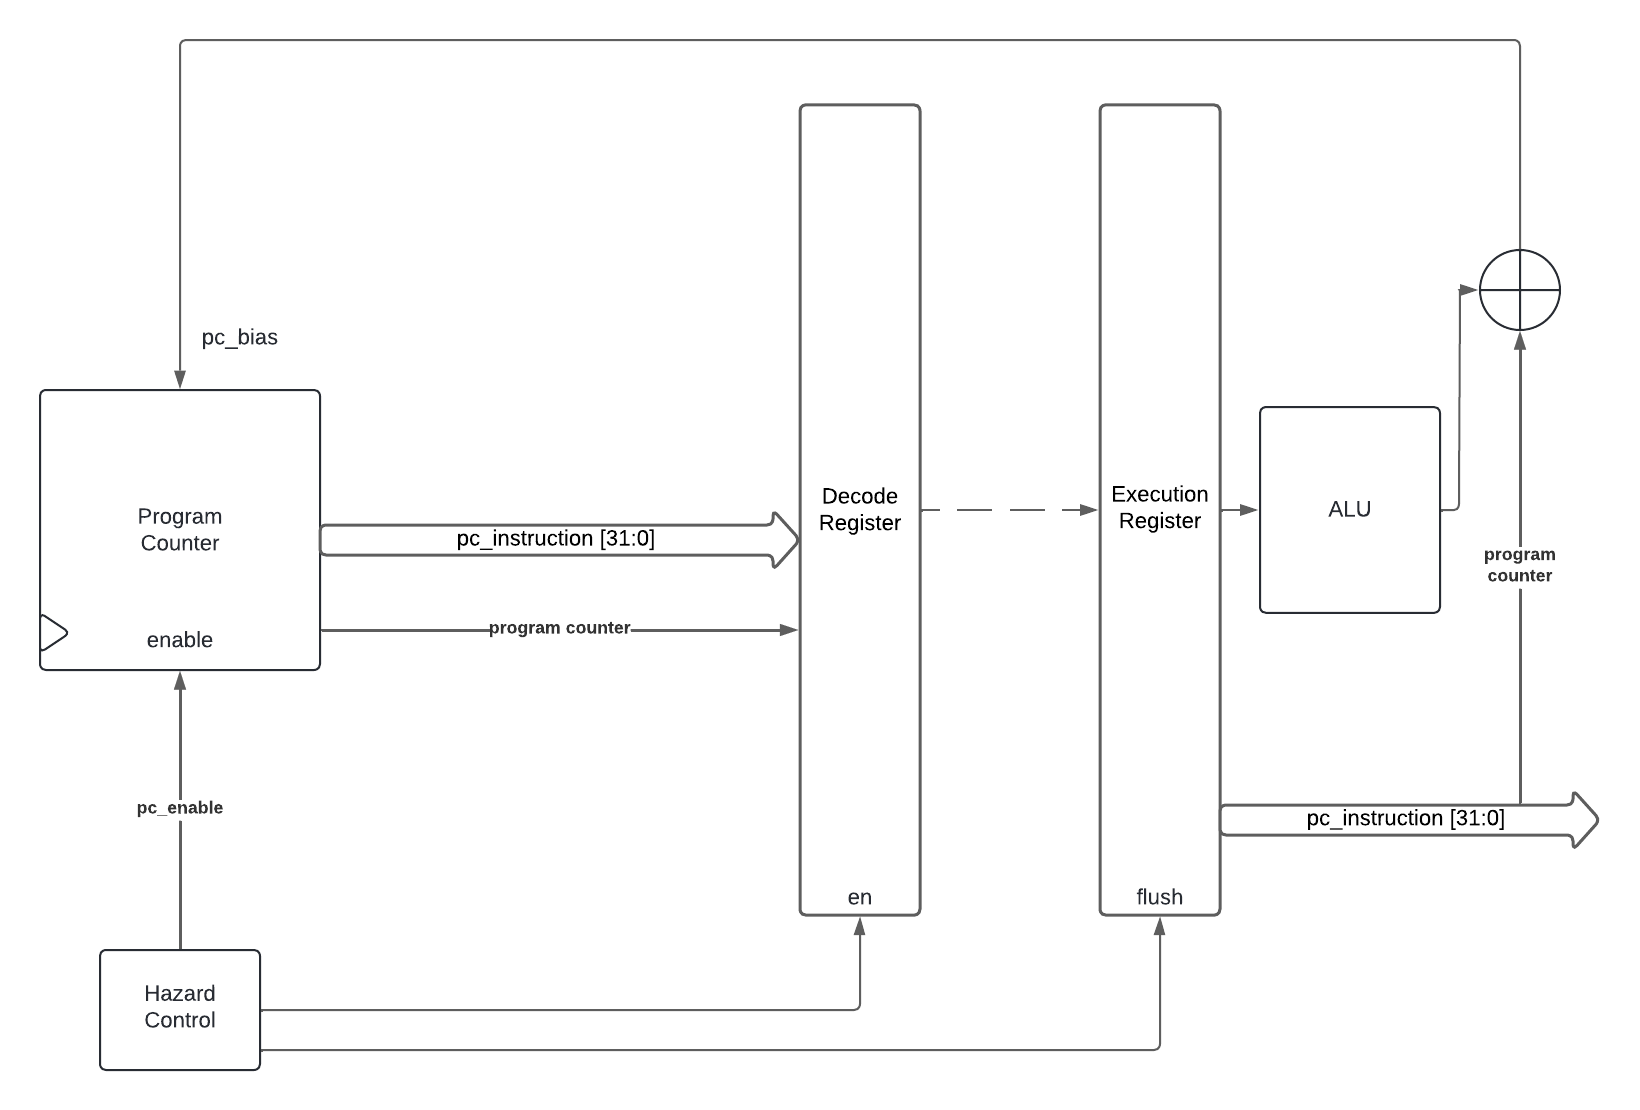 pc_bias
Program
Counter
enable
pc_instruction [31:0]
program counter
Decode
Register
en
Execution
Register
flush
ALU
program
counter
pc_instruction [31:0]
pc_enable
Hazard
Control